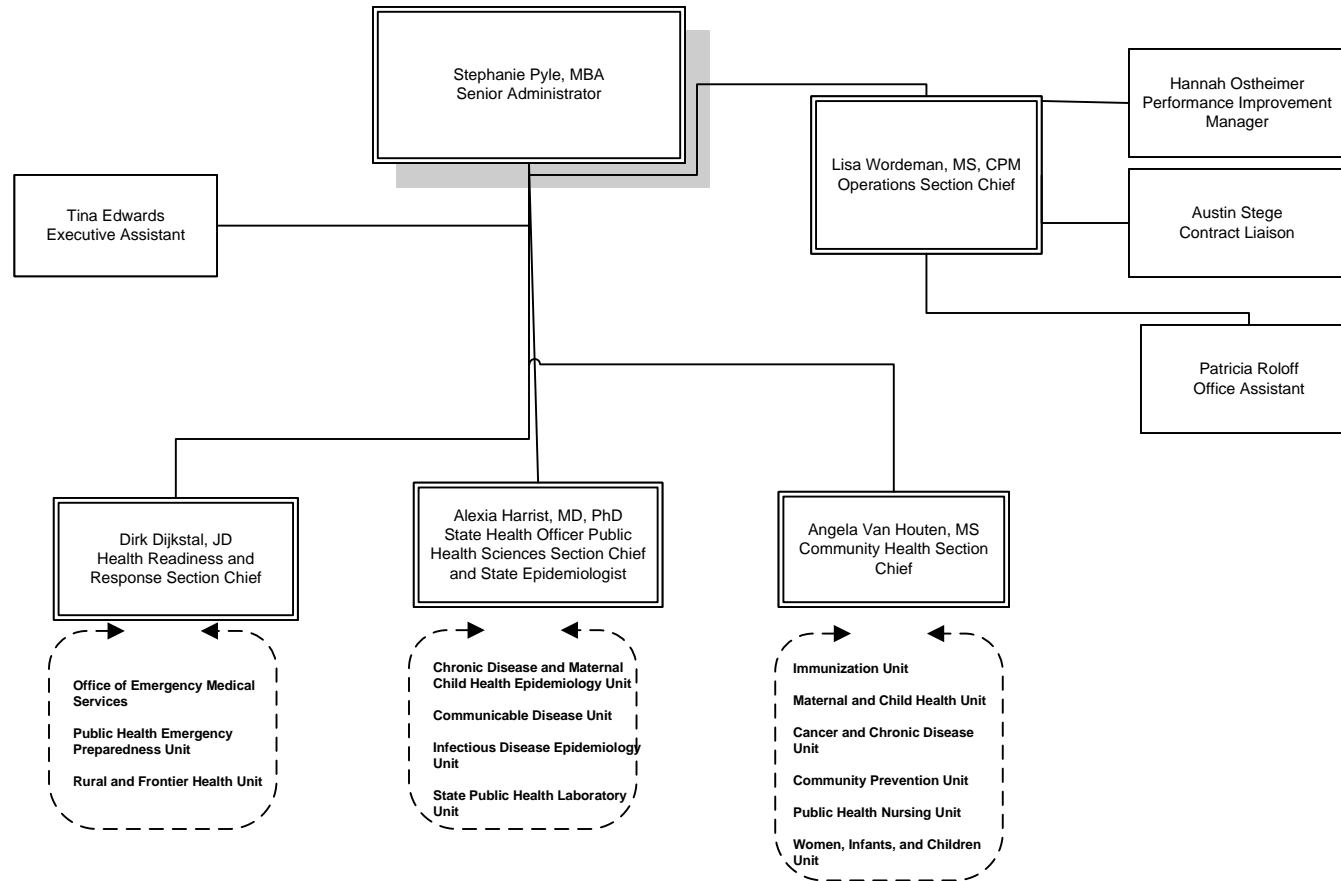 Stephanie Pyle, MBA
Senior Administrator
Hannah Ostheimer
Performance Improvement
Manager
Lisa Wordeman, MS, CPM
Operations Section Chief
Tina Edwards
Executive Assistant
Austin Stege
Contract Liaison
Patricia Roloff
Office Assistant
Dirk Dijkstal, JD
Health Readiness and
Response Section Chief
Alexia Harrist, MD, PhD
State Health Officer Public
Health Sciences Section Chief
and State Epidemiologist
Angela Van Houten, MS
Community Health Section
Chief
Office of Emergency Medical
Services
Public Health Emergency
Preparedness Unit
Rural and Frontier Health Unit
Chronic Disease and Maternal
Child Health Epidemiology Unit
Communicable Disease Unit
Infectious Disease Epidemiology
Unit
State Public Health Laboratory
Unit
Immunization Unit
Maternal and Child Health Unit
Cancer and Chronic Disease
Unit
Community Prevention Unit
Public Health Nursing Unit
Women, Infants, and Children
Unit